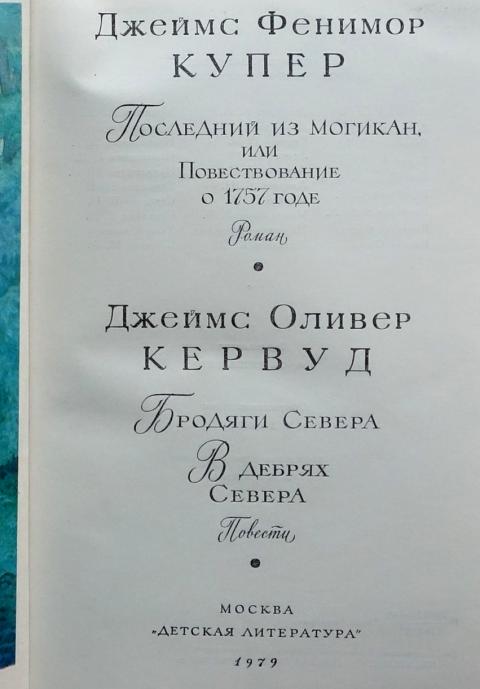 Джеймс Фенимор
КУПЕР
Последний из могикан,
или
Повествование
о 1757 годе
Роман
•
Джеймс Оливер
КЕРВУД
Бродяги Севера
В дебрях
Севера
Повести
•
МОСКВА
„ДЕТСКАЯ ЛИТЕРАТУРА"
1979